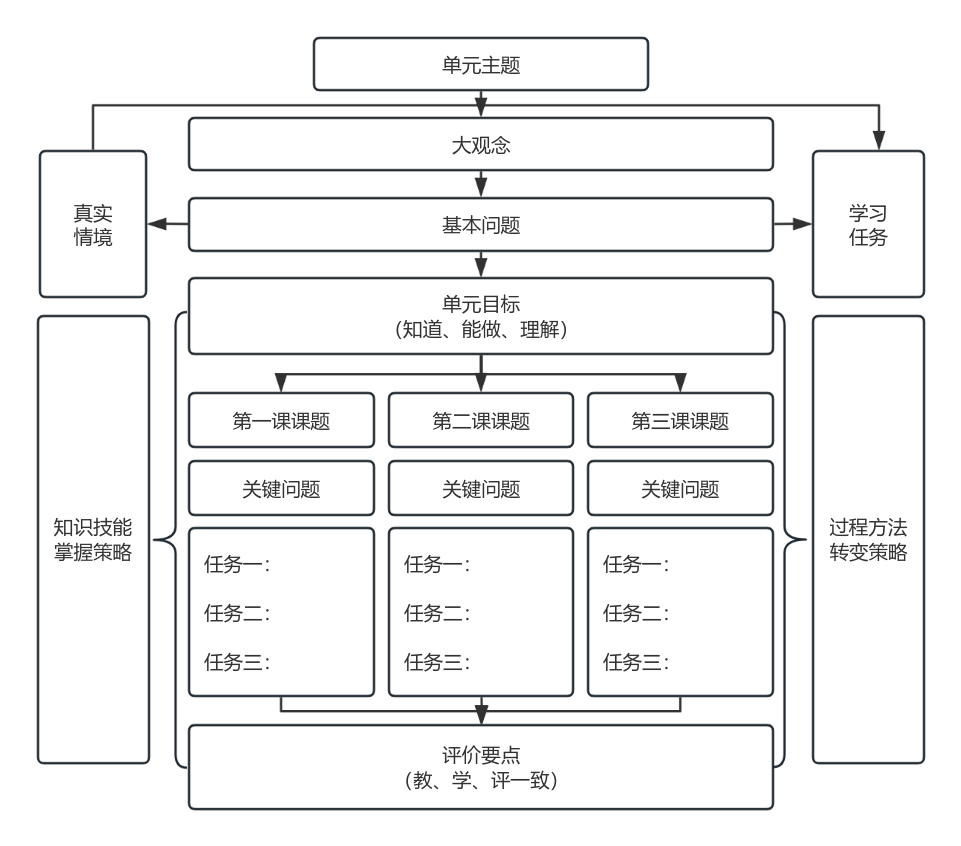 单元主题
大观念
真实
情境
基本问题
学习
任务
单元目标
（知道、能做、理解）
第一课课题
第二课课题
第三课课题
关键问题
关键问题
关键问题
知识技能
掌握策略
任务一：
任务二：
任务三：
任务一：
任务二：
任务三：
任务一：
任务二：
任务三：
过程方法
转变策略
评价要点
（教、学、评一致）